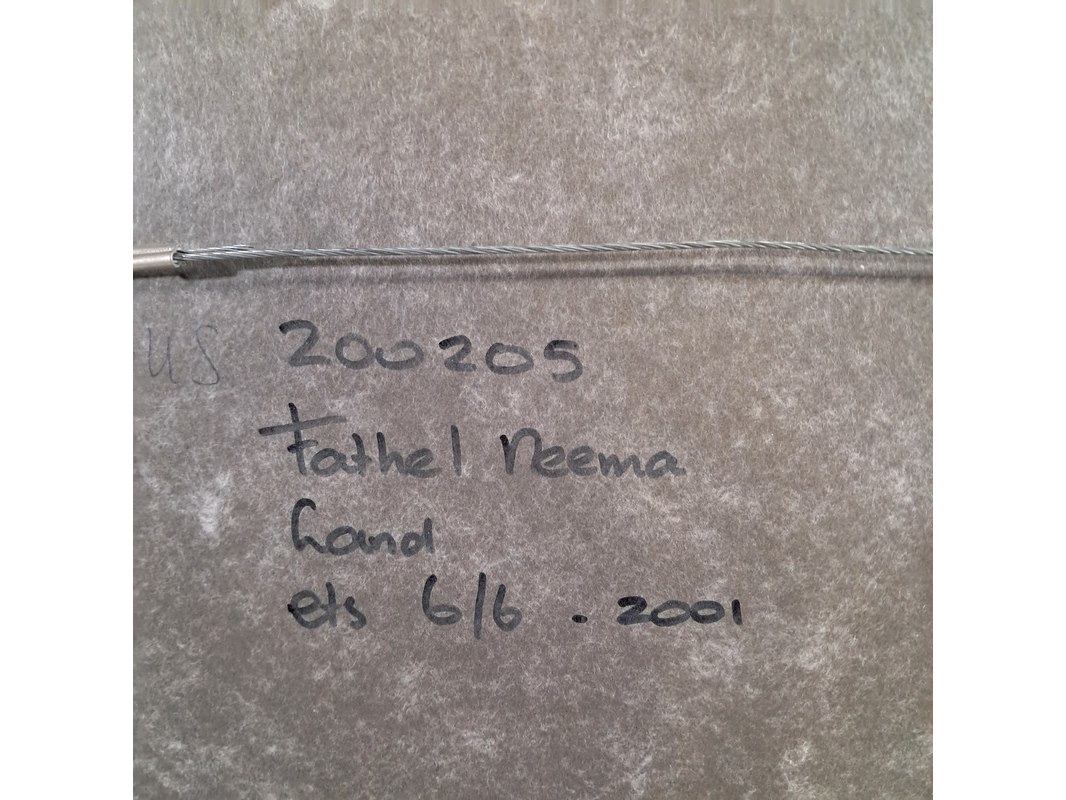 US 200205
Fathel Neema
Land
ets 6/6 . 2001